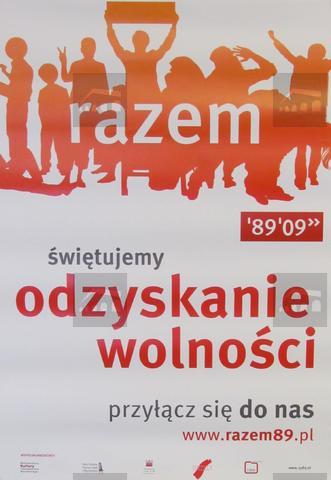 razem
'89'09»
świętujemy
odzyskanie
wolności
przyłącz się do nas
www.razem89.pl